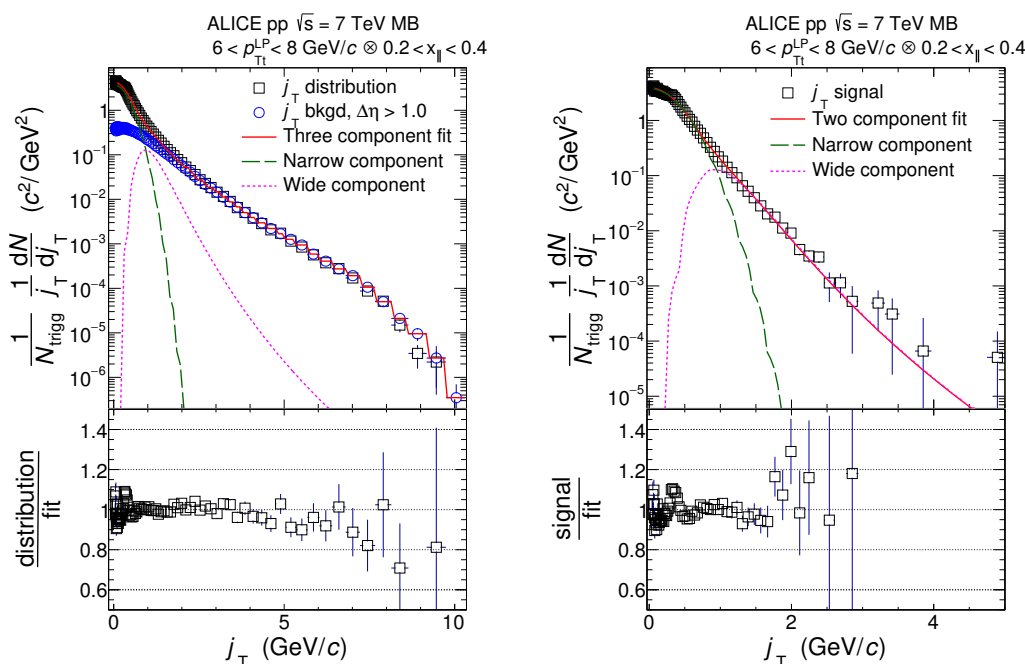 ALICE pp √s = 7 TeV MB
6 < p_Tt^LP < 8 GeV/c ⊗ 0.2 < x_∥ < 0.4
j_T distribution
j_T bkgd, Δη > 1.0
Three component fit
Narrow component
Wide component
1/N_trigg 1/j_T dN/dj_T (c²/GeV²)
1
10⁻¹
10⁻²
10⁻³
10⁻⁴
10⁻⁵
10⁻⁶
distribution
fit
1.4
1.2
1
0.8
0.6
0 5 10
j_T (GeV/c)
ALICE pp √s = 7 TeV MB
6 < p_Tt^LP < 8 GeV/c ⊗ 0.2 < x_∥ < 0.4
j_T signal
Two component fit
Narrow component
Wide component
1/N_trigg 1/j_T dN/dj_T (c²/GeV²)
1
10⁻¹
10⁻²
10⁻³
10⁻⁴
10⁻⁵
signal
fit
1.4
1.2
1
0.8
0.6
0 2 4
j_T (GeV/c)